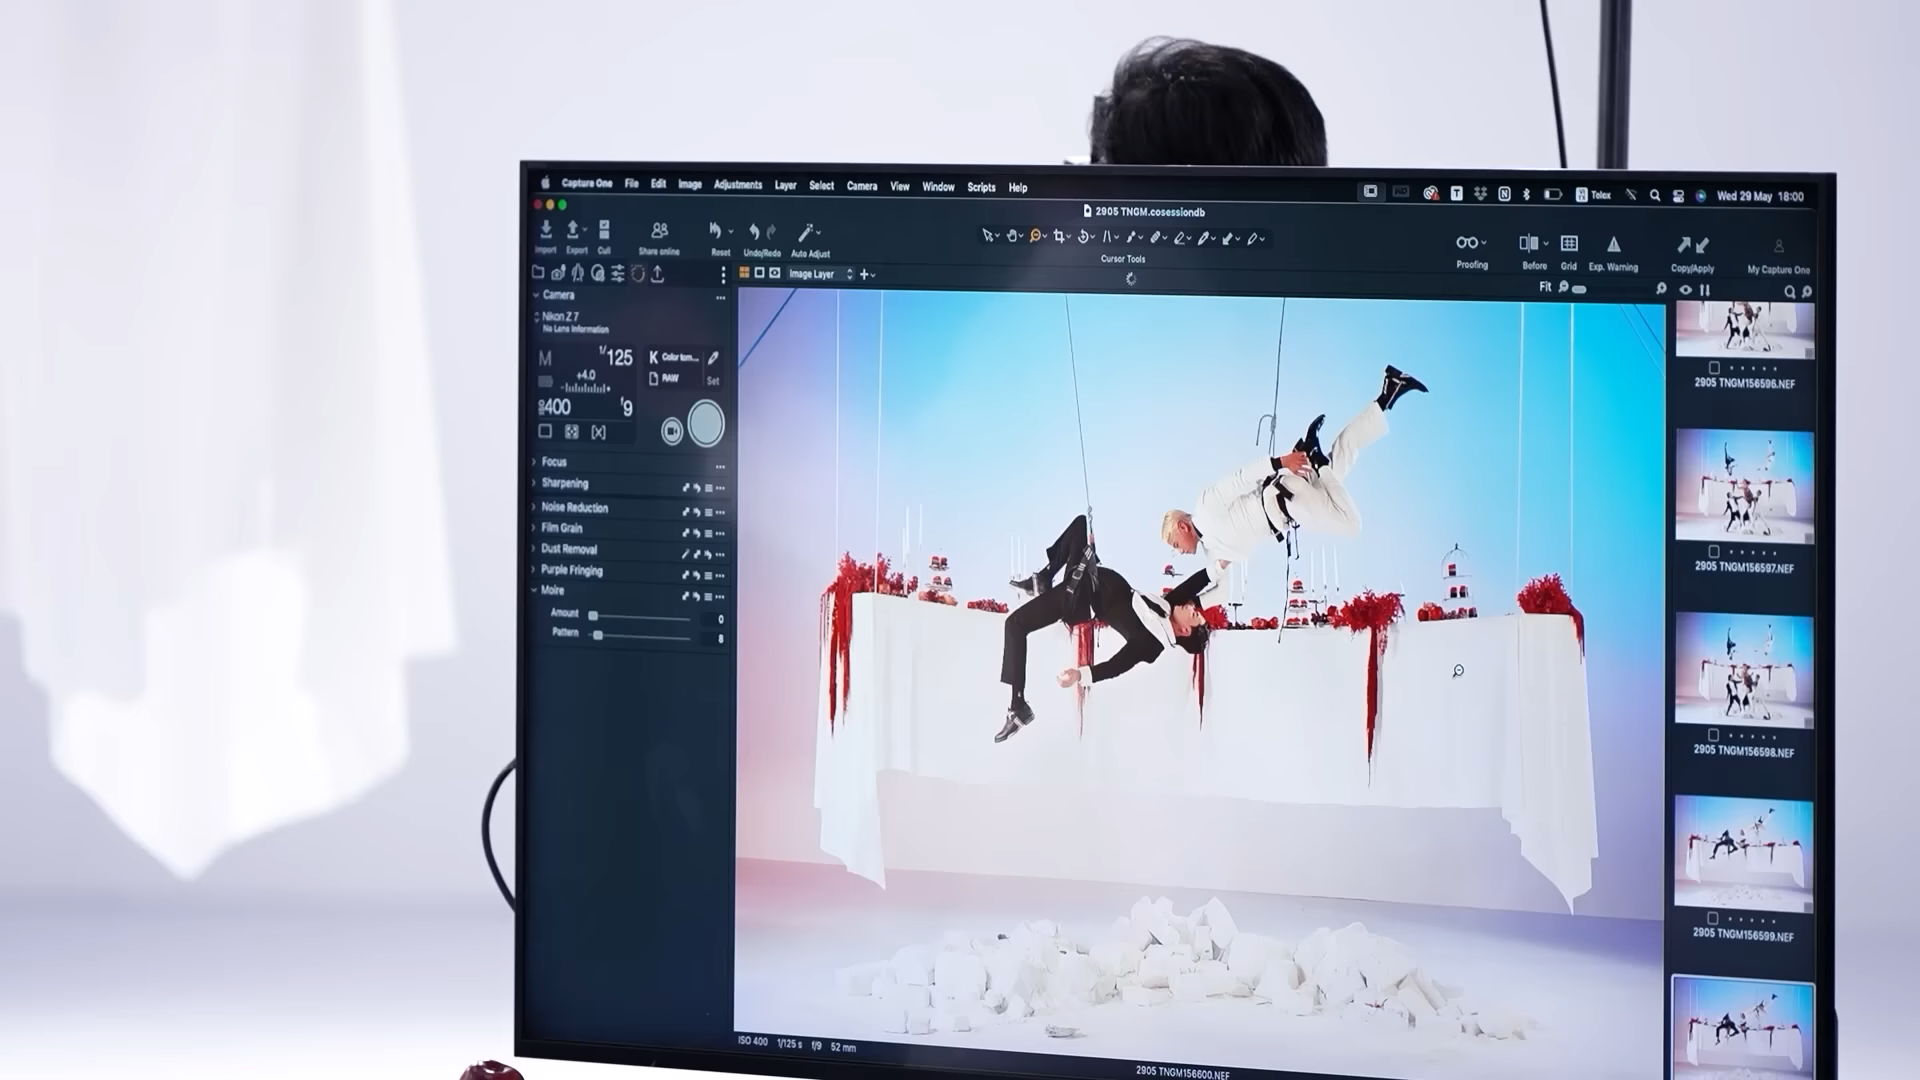 Capture One File Edit Image Adjustments Layer Select Camera View Window Scripts Help
T N Telex Wed 29 May 18:00
2905 TNGM.cosessiondb
Import Export Cull Share online Reset Undo/Redo Auto Adjust
Cursor Tools
Proofing Before Grid Exp. Warning Copy/Apply My Capture One
Image Layer
Fit
Camera
Nikon Z 7
No Lens Information
M 1/125
+4.0
400 f9
K Color tem...
RAW Set
Focus
Sharpening
Noise Reduction
Film Grain
Dust Removal
Purple Fringing
Moire
Amount 0
Pattern 8
2905 TNGM156596.NEF
2905 TNGM156597.NEF
2905 TNGM156598.NEF
2905 TNGM156599.NEF
ISO 400 1/125 s f/9 52 mm
2905 TNGM156600.NEF